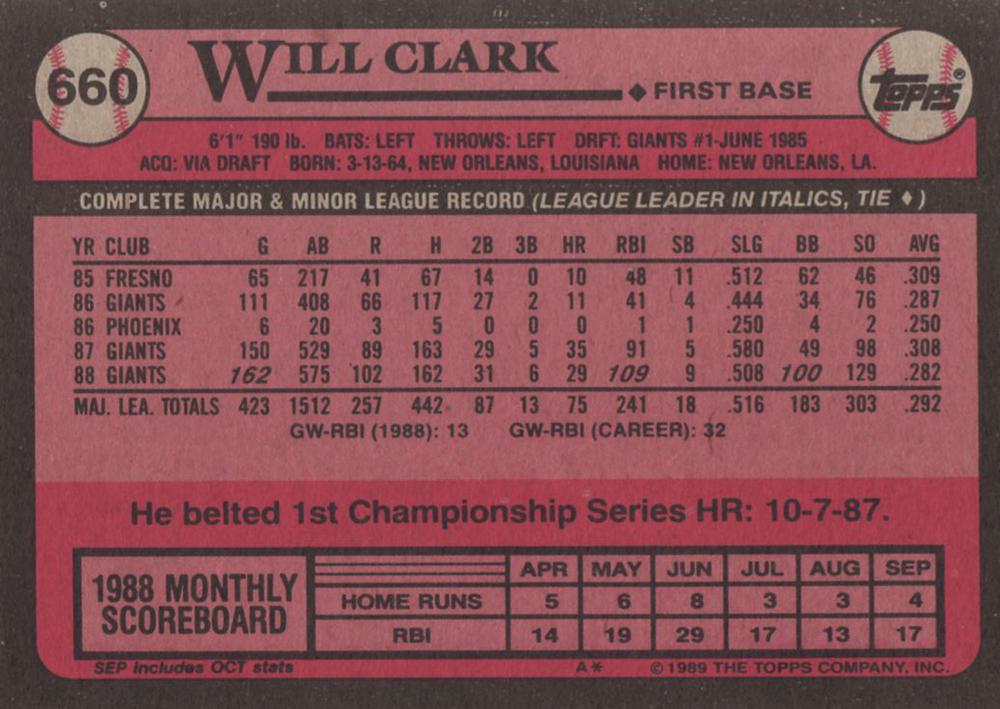 660 WILL CLARK ◆ FIRST BASE TOPPS®
6'1" 190 lb. BATS: LEFT THROWS: LEFT DRFT: GIANTS #1-JUNE 1985
ACQ: VIA DRAFT BORN: 3-13-64, NEW ORLEANS, LOUISIANA HOME: NEW ORLEANS, LA.
COMPLETE MAJOR & MINOR LEAGUE RECORD (LEAGUE LEADER IN ITALICS, TIE ♦)
YR CLUB G AB R H 2B 3B HR RBI SB SLG BB SO AVG
85 FRESNO 65 217 41 67 14 0 10 48 11 .512 62 46 .309
86 GIANTS 111 408 66 117 27 2 11 41 4 .444 34 76 .287
86 PHOENIX 6 20 3 5 0 0 0 1 1 .250 4 2 .250
87 GIANTS 150 529 89 163 29 5 35 91 5 .580 49 98 .308
88 GIANTS 162 575 102 162 31 6 29 109 9 .508 100 129 .282
MAJ. LEA. TOTALS 423 1512 257 442 87 13 75 241 18 .516 183 303 .292
GW-RBI (1988): 13 GW-RBI (CAREER): 32
He belted 1st Championship Series HR: 10-7-87.
1988 MONTHLY SCOREBOARD
APR MAY JUN JUL AUG SEP
HOME RUNS 5 6 8 3 3 4
RBI 14 19 29 17 13 17
SEP includes OCT stats A* © 1989 THE TOPPS COMPANY, INC.